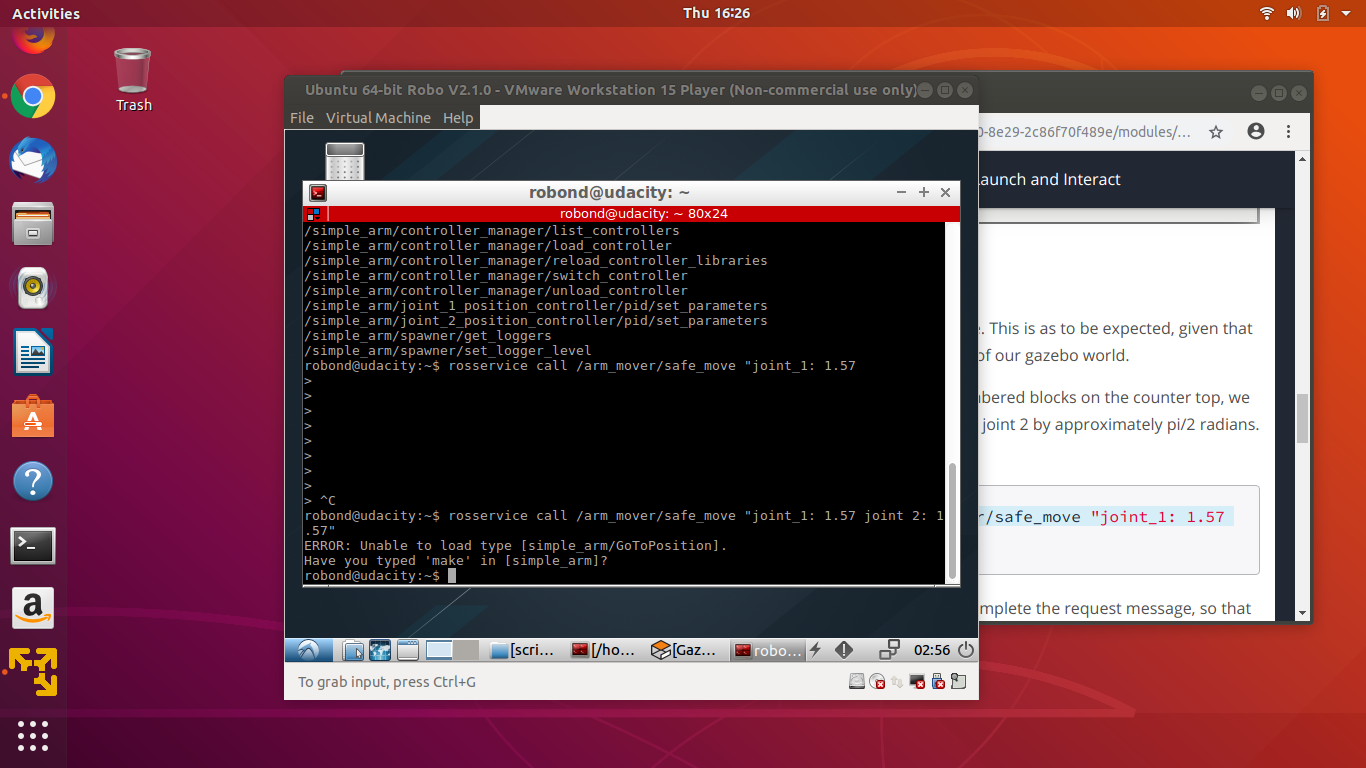 Activities
Thu 16:26
Trash
Ubuntu 64-bit Robo V2.1.0 - VMware Workstation 15 Player (Non-commercial use only)
File Virtual Machine Help
0-8e29-2c86f70f489e/modules/...
Launch and Interact
robond@udacity: ~
robond@udacity: ~ 80x24
/simple_arm/controller_manager/list_controllers
/simple_arm/controller_manager/load_controller
/simple_arm/controller_manager/reload_controller_libraries
/simple_arm/controller_manager/switch_controller
/simple_arm/controller_manager/unload_controller
/simple_arm/joint_1_position_controller/pid/set_parameters
/simple_arm/joint_2_position_controller/pid/set_parameters
/simple_arm/spawner/get_loggers
/simple_arm/spawner/set_logger_level
robond@udacity:~$ rosservice call /arm_mover/safe_move "joint_1: 1.57
>
>
>
>
>
>
>
>
> ^C
robond@udacity:~$ rosservice call /arm_mover/safe_move "joint_1: 1.57 joint 2: 1
.57"
ERROR: Unable to load type [simple_arm/GoToPosition].
Have you typed 'make' in [simple_arm]?
robond@udacity:~$
. This is as to be expected, given that
of our gazebo world.
bered blocks on the counter top, we
joint 2 by approximately pi/2 radians.
r/safe_move "joint_1: 1.57
mplete the request message, so that
[scri... [/ho... [Gaz... robo... 02:56
To grab input, press Ctrl+G